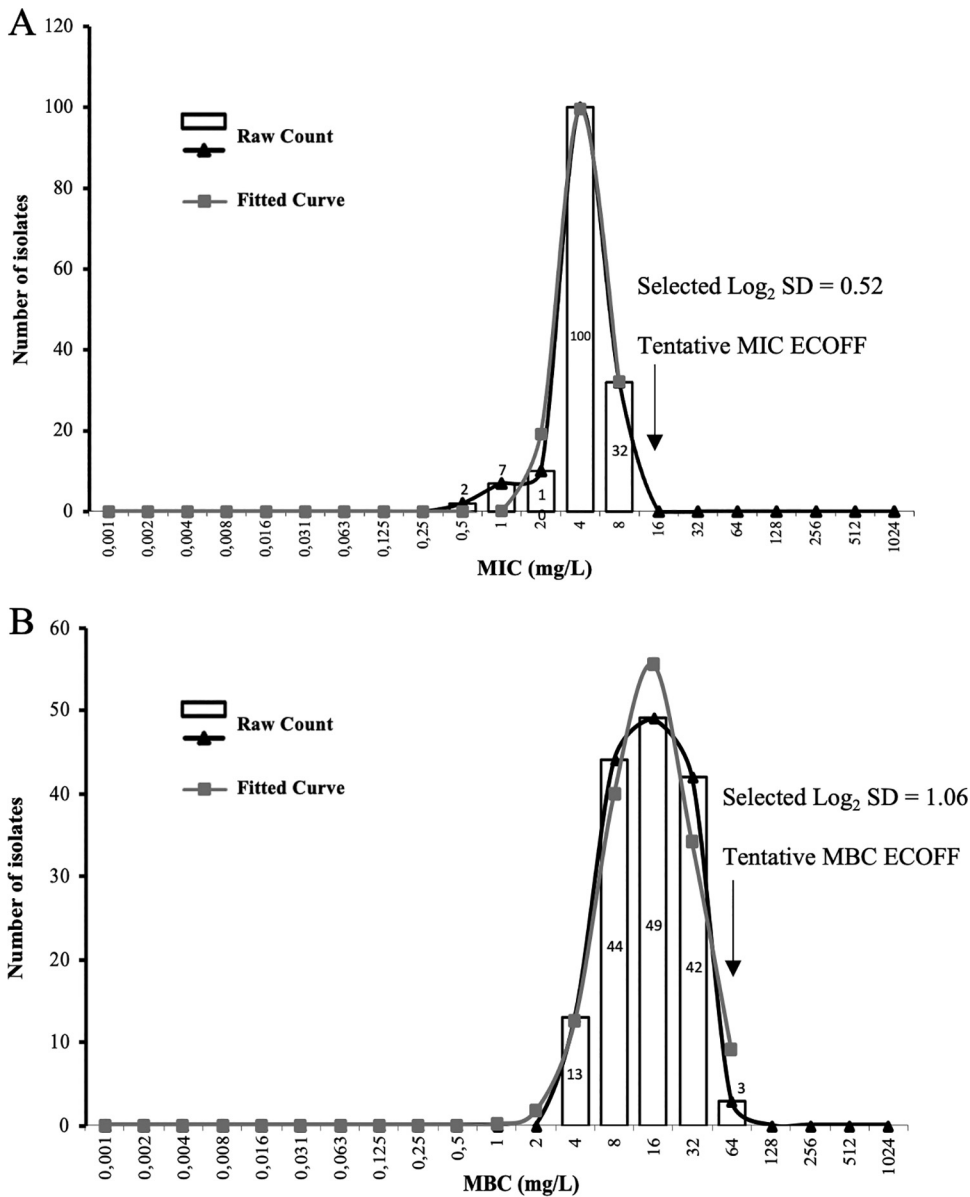 A
120
100
80
60
40
20
0
Number of isolates
Raw Count
Fitted Curve
Selected Log₂ SD = 0.52
Tentative MIC ECOFF
2
7
1
0
100
32
0,001 0,002 0,004 0,008 0,016 0,031 0,063 0,125 0,25 0,5 1 2 4 8 16 32 64 128 256 512 1024
MIC (mg/L)
B
60
50
40
30
20
10
0
Number of isolates
Raw Count
Fitted Curve
Selected Log₂ SD = 1.06
Tentative MBC ECOFF
13
44
49
42
3
0,001 0,002 0,004 0,008 0,016 0,031 0,063 0,125 0,25 0,5 1 2 4 8 16 32 64 128 256 512 1024
MBC (mg/L)